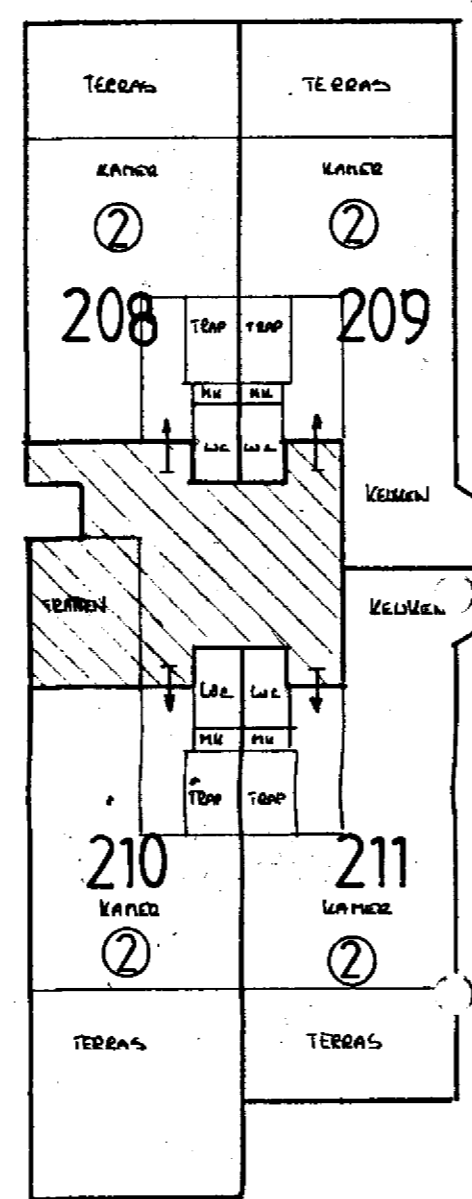 TERRAS TERRAS
KAMER KAMER
2 2
208 209
TRAP TRAP
MK MK
WC WC
KEUKEN
TRAPPEN KEUKEN
WC WC
MK MK
TRAP TRAP
210 211
KAMER KAMER
2 2
TERRAS TERRAS